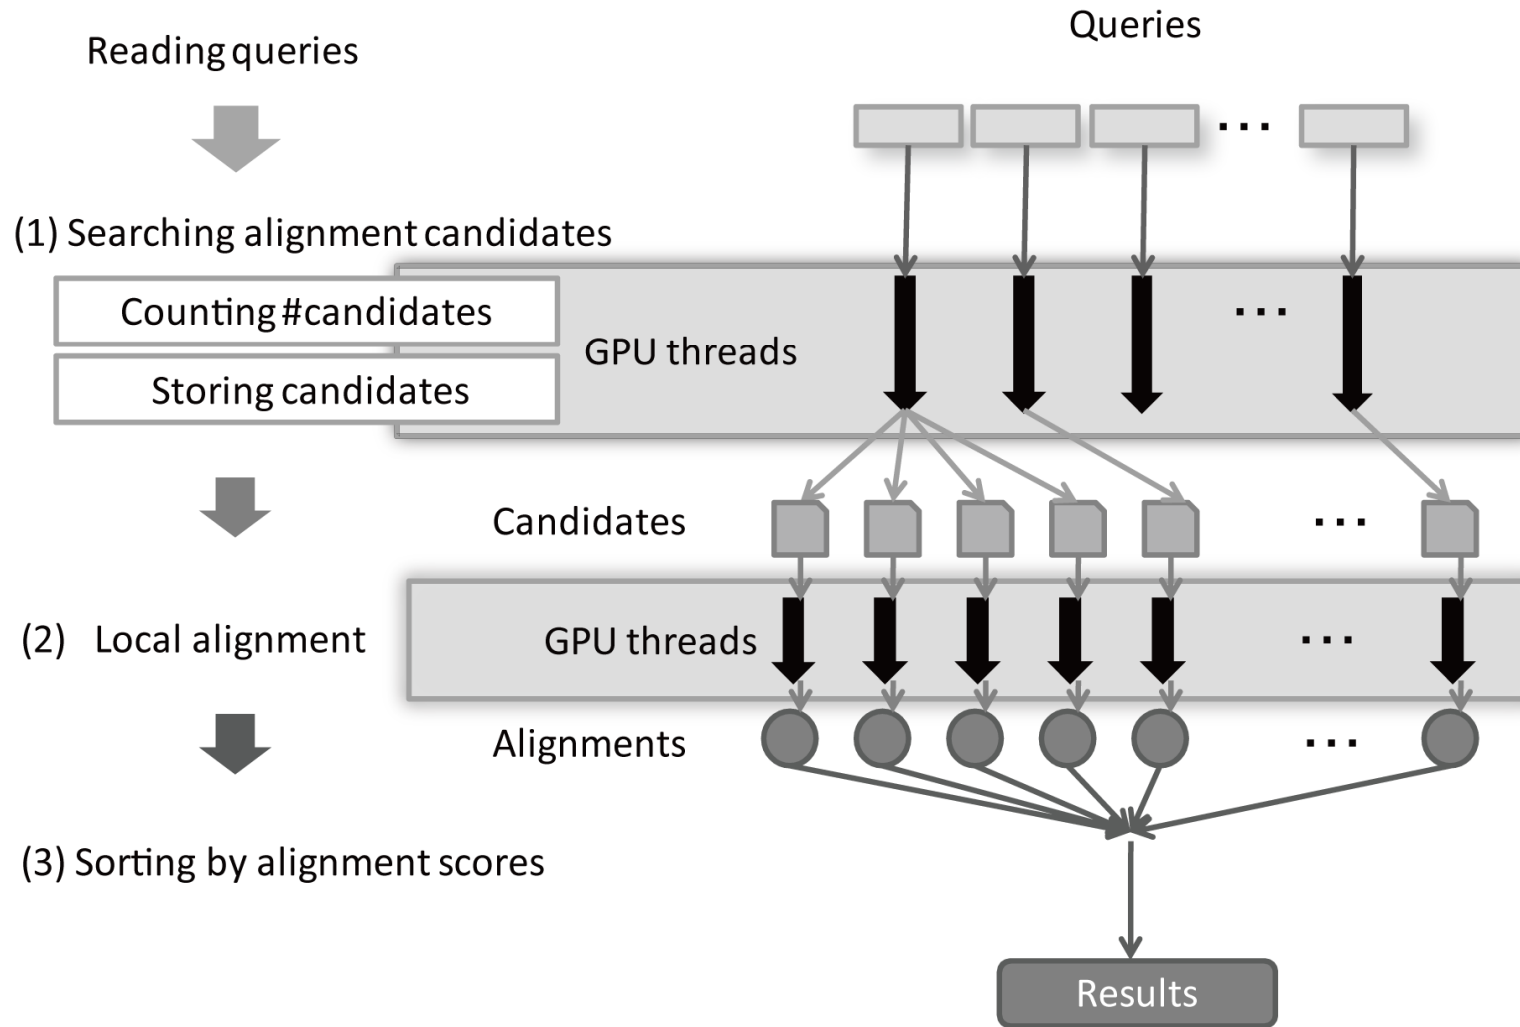 Queries
Reading queries
...
(1) Searching alignment candidates
Counting #candidates
...
GPU threads
Storing candidates
Candidates
...
(2) Local alignment
GPU threads
...
Alignments
...
(3) Sorting by alignment scores
Results